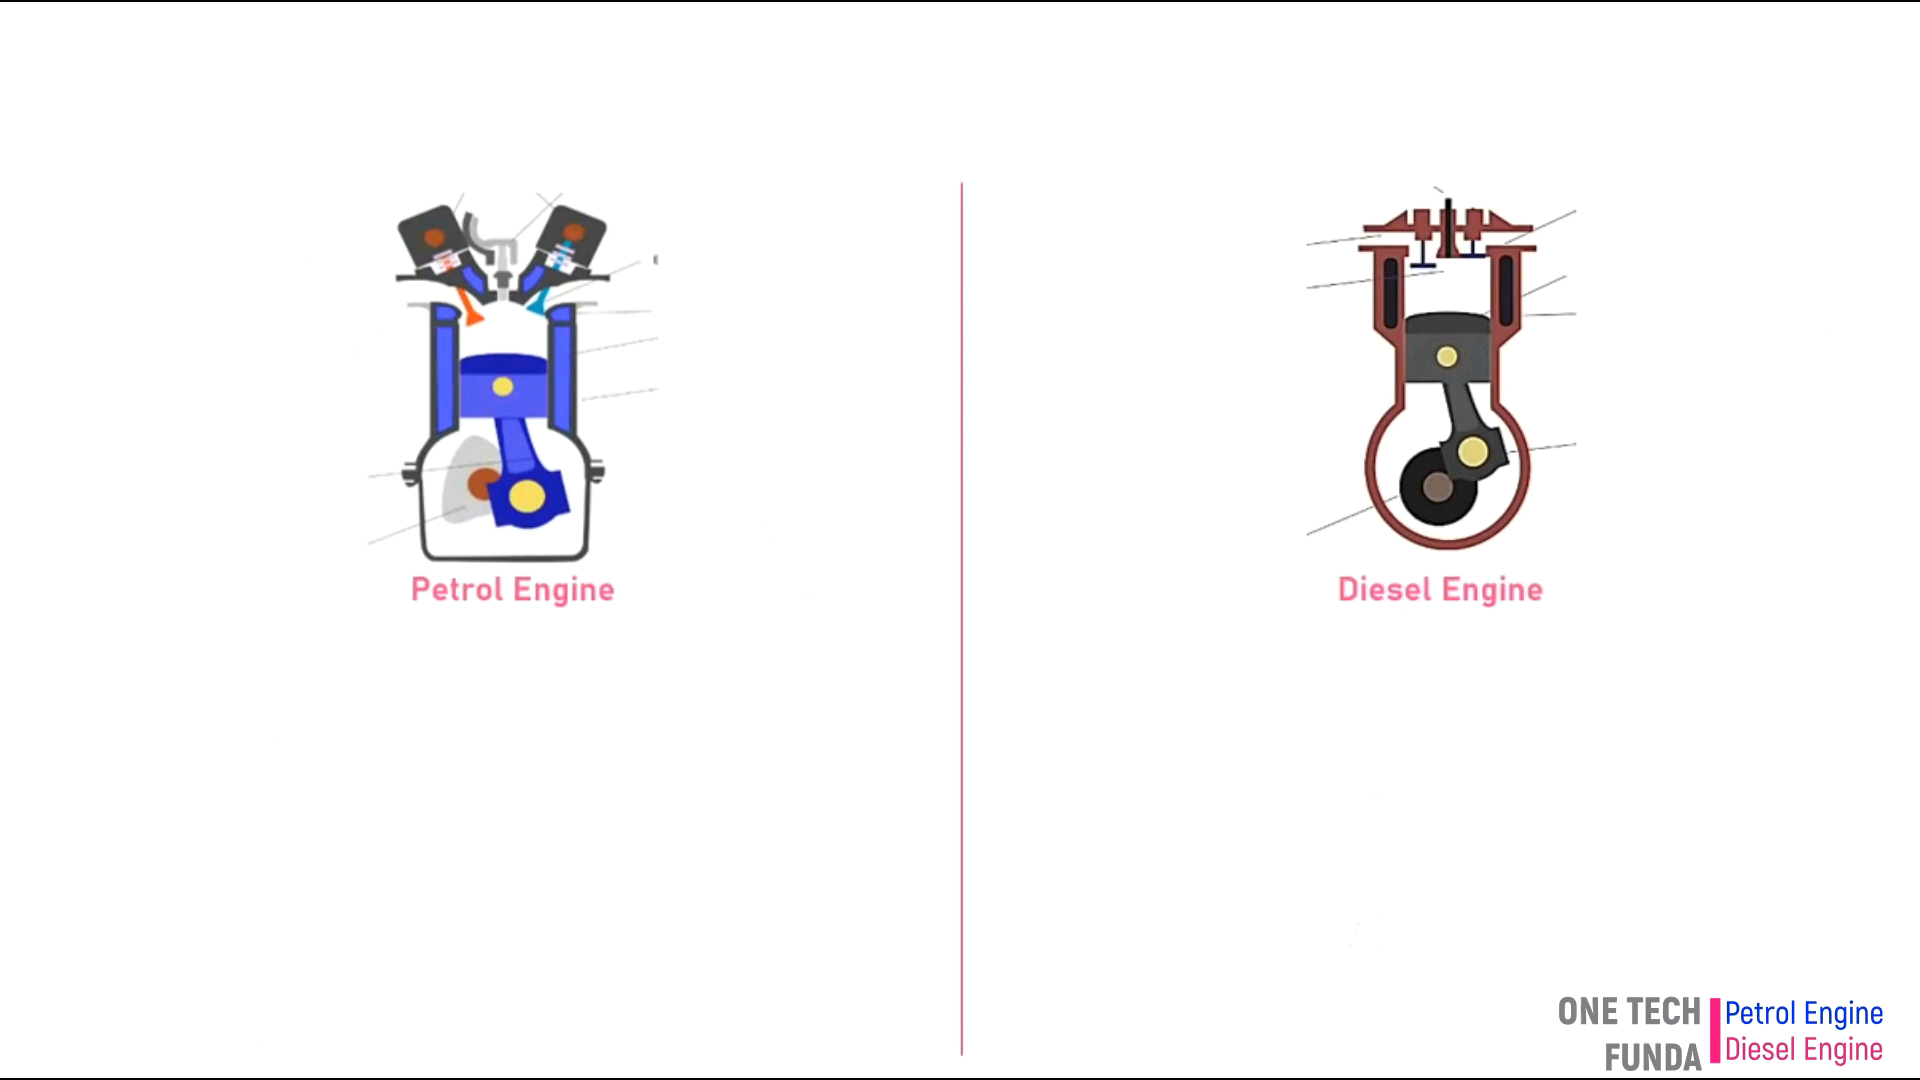 Petrol Engine
Diesel Engine
ONE TECH
FUNDA
Petrol Engine
Diesel Engine